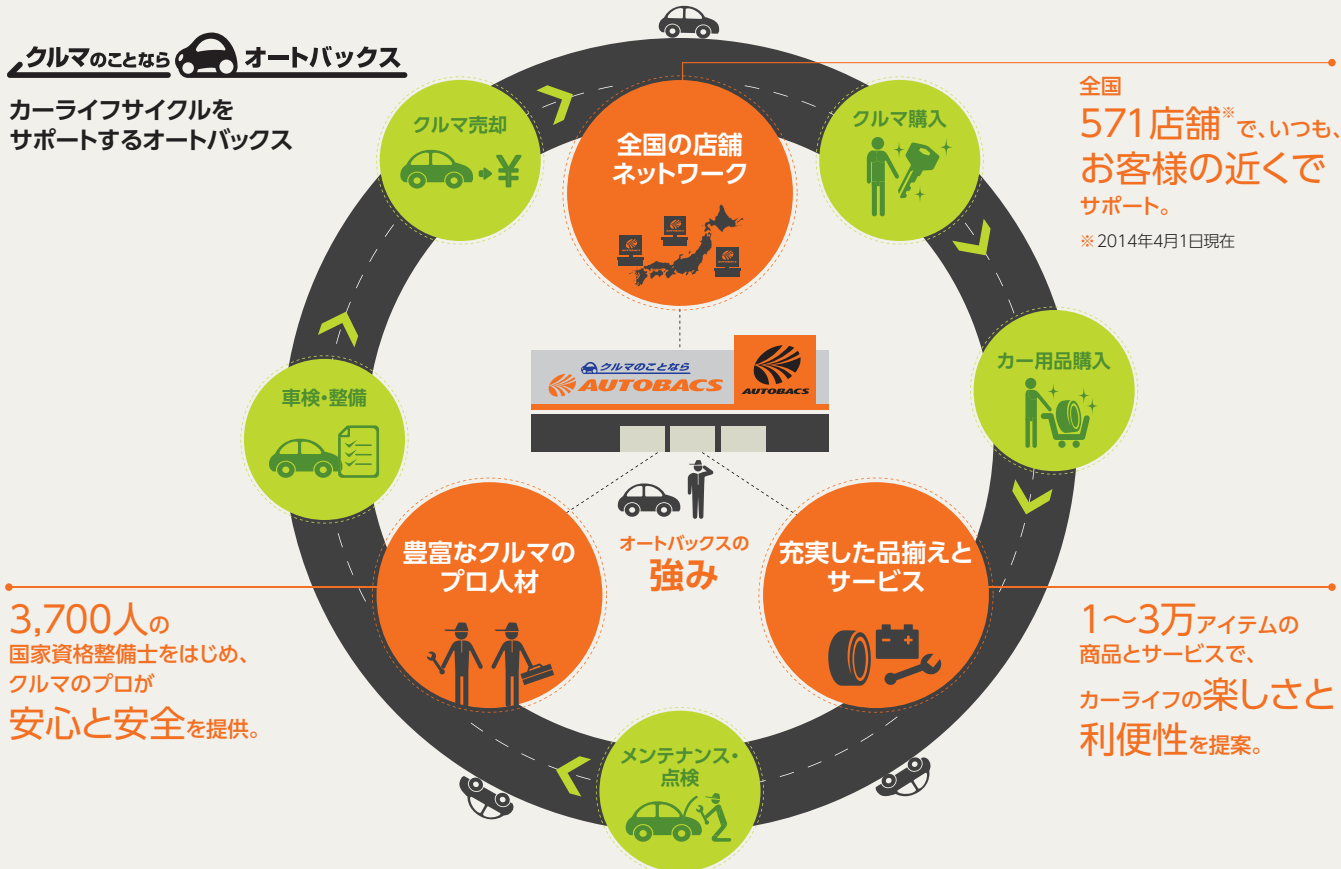 クルマのことなら オートバックス
カーライフサイクルを
サポートするオートバックス
クルマ売却
¥
全国の店舗
ネットワーク
クルマ購入
全国
571店舗※で、いつも、
お客様の近くで
サポート。
※ 2014年4月1日現在
カー用品購入
クルマのことなら
AUTOBACS
AUTOBACS
車検・整備
オートバックスの
強み
豊富なクルマの
プロ人材
充実した品揃えと
サービス
3,700人の
国家資格整備士をはじめ、
クルマのプロが
安心と安全を提供。
1～3万アイテムの
商品とサービスで、
カーライフの楽しさと
利便性を提案。
メンテナンス・
点検